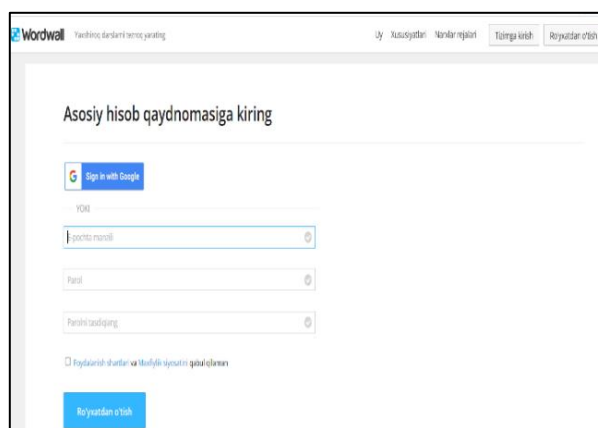 Wordwall Yaxshiroq darslarni tezroq yarating
Uy Xususiyatlari Narxlar rejalari Tizimga kirish Ro'yxatdan o'tish
Asosiy hisob qaydnomasiga kiring
Sign in with Google
YOKI
E-pochta manzili
Parol
Parolni tasdiqlang
Foydalanish shartlari va Maxfiylik siyosatini qabul qilaman
Ro'yxatdan o'tish